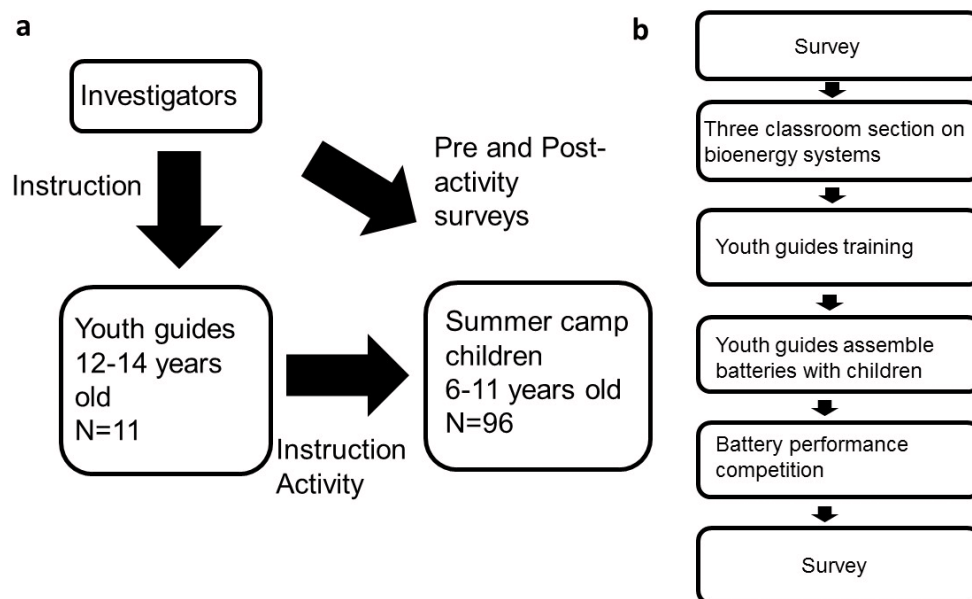 a
Investigators
Instruction
Pre and Post-
activity
surveys
Youth guides
12-14 years
old
N=11
Instruction
Activity
Summer camp
children
6-11 years old
N=96
b
Survey
Three classroom section on
bioenergy systems
Youth guides training
Youth guides assemble
batteries with children
Battery performance
competition
Survey